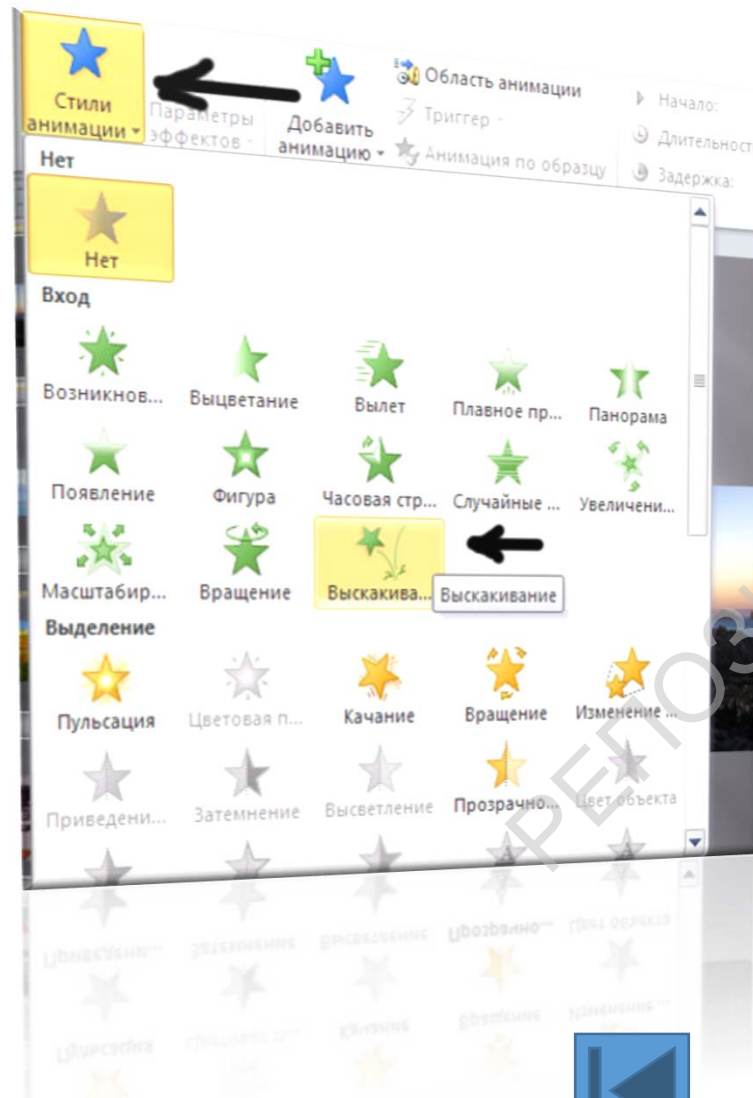 Стили анимации
Параметры эффектов
Добавить анимацию
Область анимации
Триггер
Анимация по образцу
Начало:
Длительност
Задержка:
Нет
Нет
Вход
Возникнов...
Выцветание
Вылет
Плавное пр...
Панорама
Появление
Фигура
Часовая стр...
Случайные ...
Увеличени...
Масштабир...
Вращение
Выскакива...
Выскакивание
Выделение
Пульсация
Цветовая п...
Качание
Вращение
Изменение ...
Приведени...
Затемнение
Высветление
Прозрачно...
Цвет объекта
РЕПОЗ